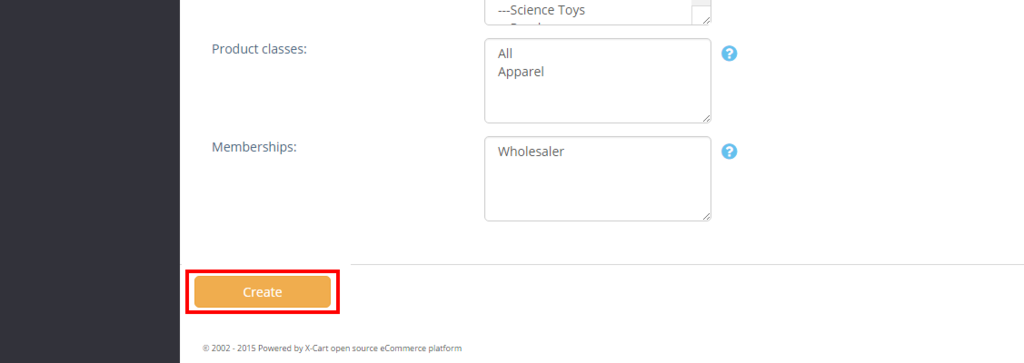 ---Science Toys
Product classes:
All
Apparel
?
Memberships:
Wholesaler
?
Create
© 2002 - 2015 Powered by X-Cart open source eCommerce platform